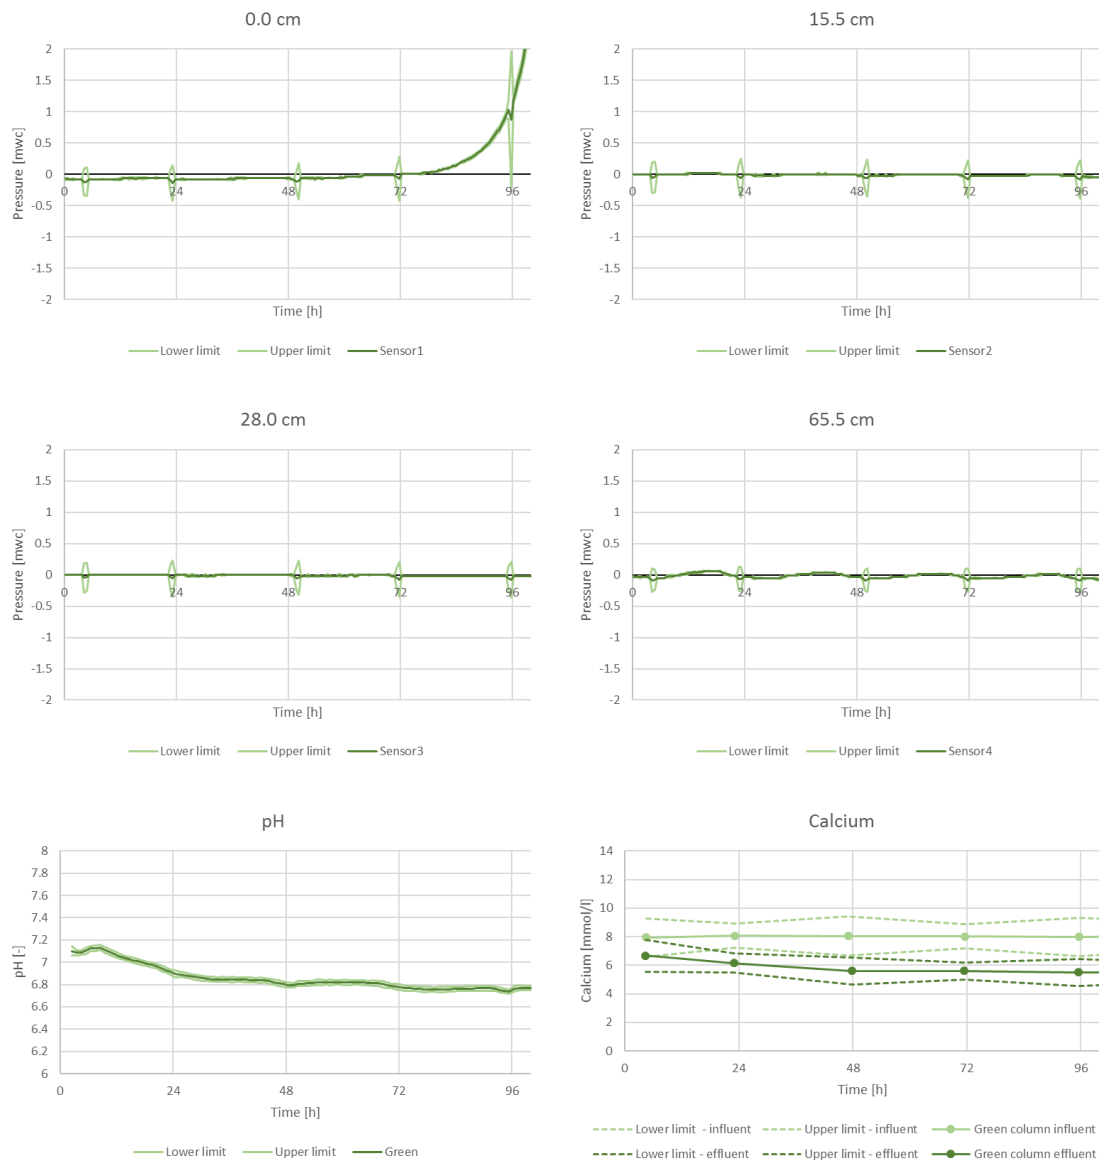 0.0 cm
2
1.5
1
0.5
0
-0.5
-1
-1.5
-2
Pressure [mwc]
0 24 48 72 96
Time [h]
Lower limit Upper limit Sensor1
15.5 cm
2
1.5
1
0.5
0
-0.5
-1
-1.5
-2
Pressure [mwc]
0 24 48 72 96
Time [h]
Lower limit Upper limit Sensor2
28.0 cm
2
1.5
1
0.5
0
-0.5
-1
-1.5
-2
Pressure [mwc]
0 24 48 72 96
Time [h]
Lower limit Upper limit Sensor3
65.5 cm
2
1.5
1
0.5
0
-0.5
-1
-1.5
-2
Pressure [mwc]
0 24 48 72 96
Time [h]
Lower limit Upper limit Sensor4
pH
8
7.8
7.6
7.4
7.2
7
6.8
6.6
6.4
6.2
6
pH [-]
0 24 48 72 96
Time [h]
Lower limit Upper limit Green
Calcium
14
12
10
8
6
4
2
0
Calcium [mmol/l]
0 24 48 72 96
Time [h]
Lower limit - influent Upper limit - influent Green column influent
Lower limit - effluent Upper limit - effluent Green column effluent